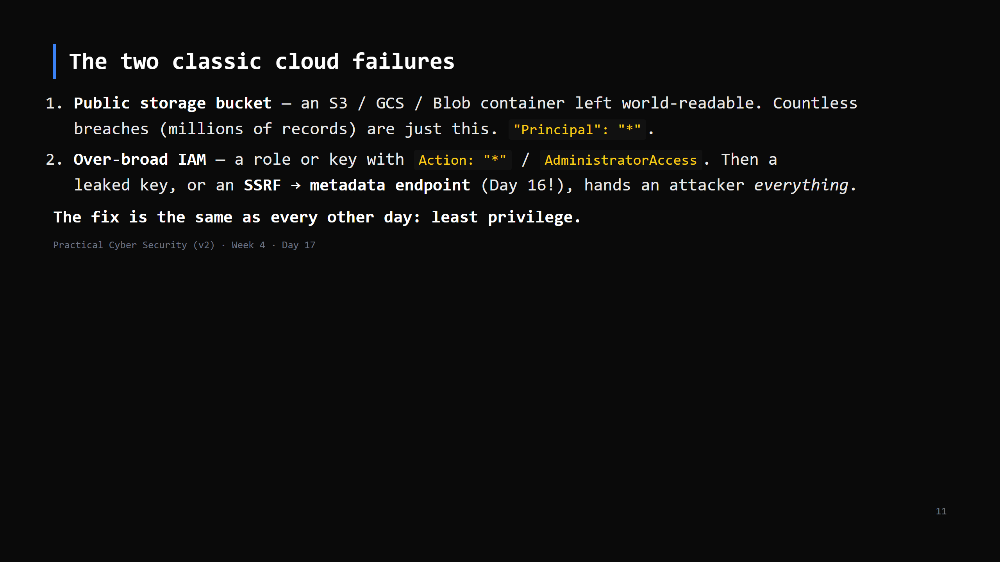 The two classic cloud failures
1. Public storage bucket — an S3 / GCS / Blob container left world-readable. Countless
breaches (millions of records) are just this. "Principal": "*".
2. Over-broad IAM — a role or key with Action: "*" / AdministratorAccess. Then a
leaked key, or an SSRF → metadata endpoint (Day 16!), hands an attacker everything.
The fix is the same as every other day: least privilege.
Practical Cyber Security (v2) · Week 4 · Day 17
11